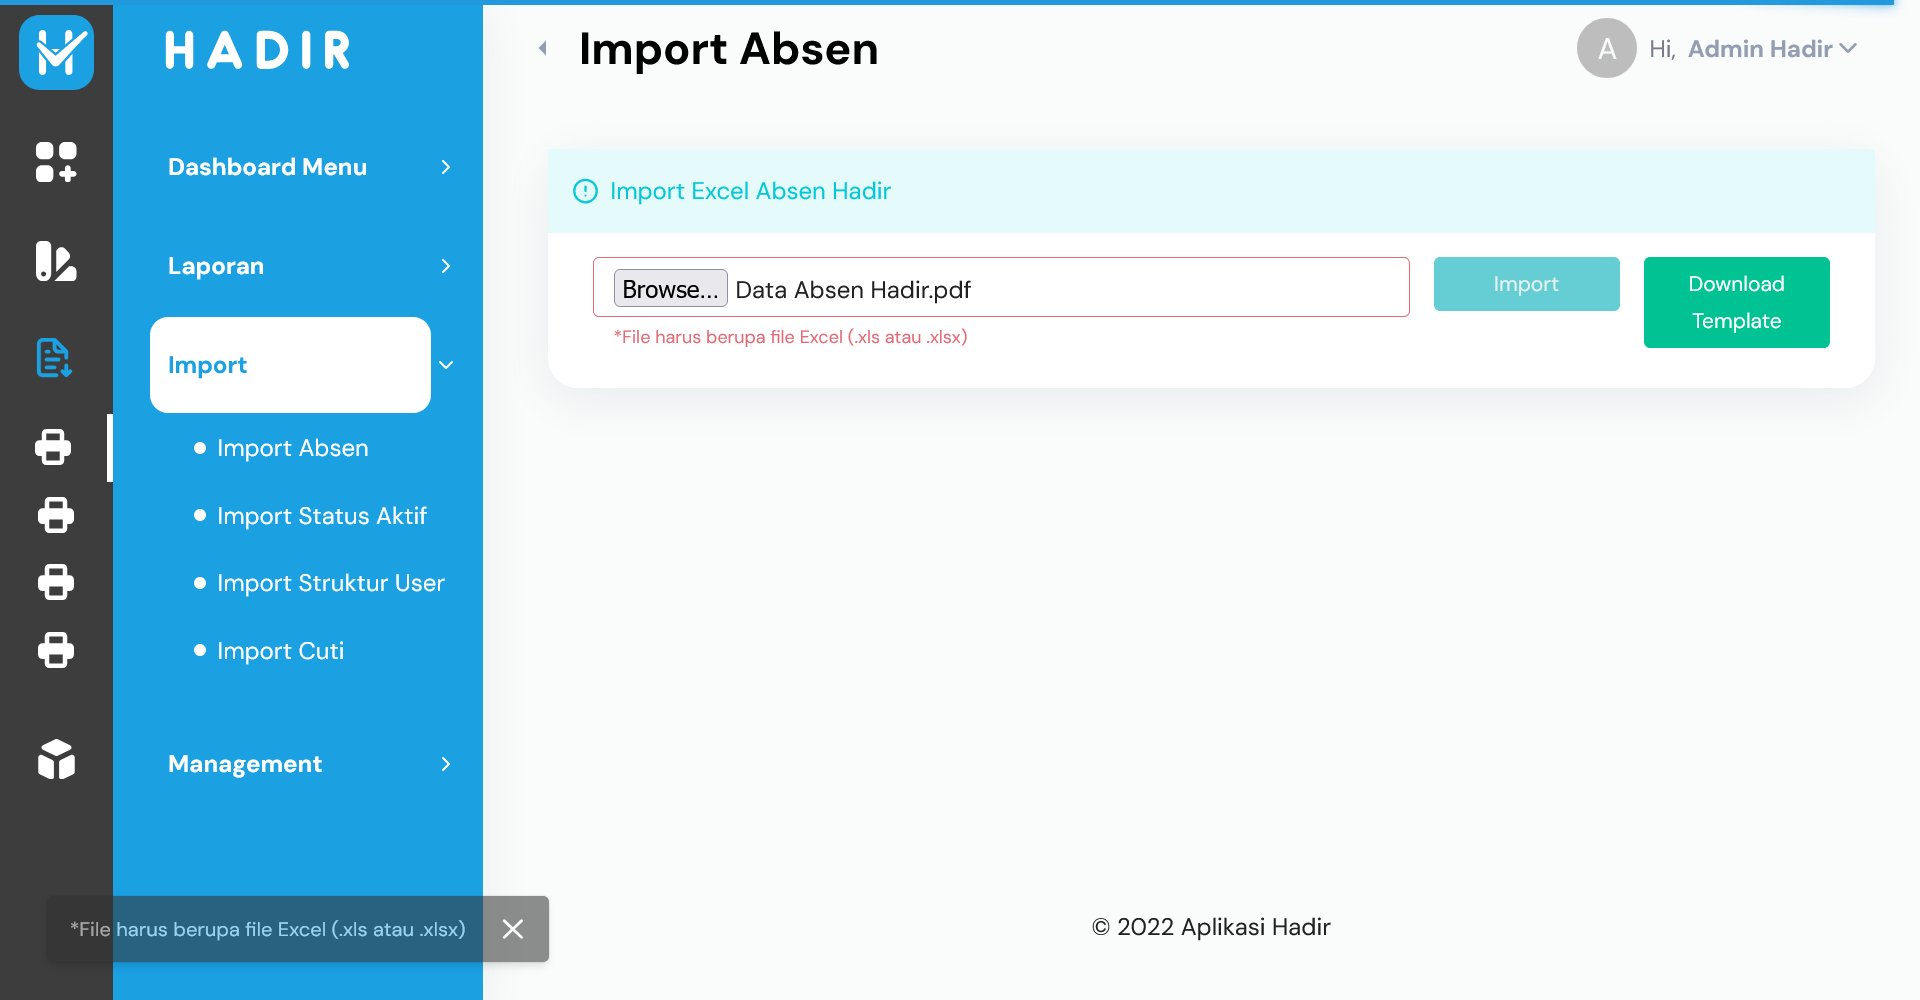 HADIR
Import Absen
A
Hi, Admin Hadir
Dashboard Menu
Laporan
Import
Import Absen
Import Status Aktif
Import Struktur User
Import Cuti
Management
Import Excel Absen Hadir
Browse... Data Absen Hadir.pdf
*File harus berupa file Excel (.xls atau .xlsx)
Import
Download
Template
*File harus berupa file Excel (.xls atau .xlsx)
© 2022 Aplikasi Hadir